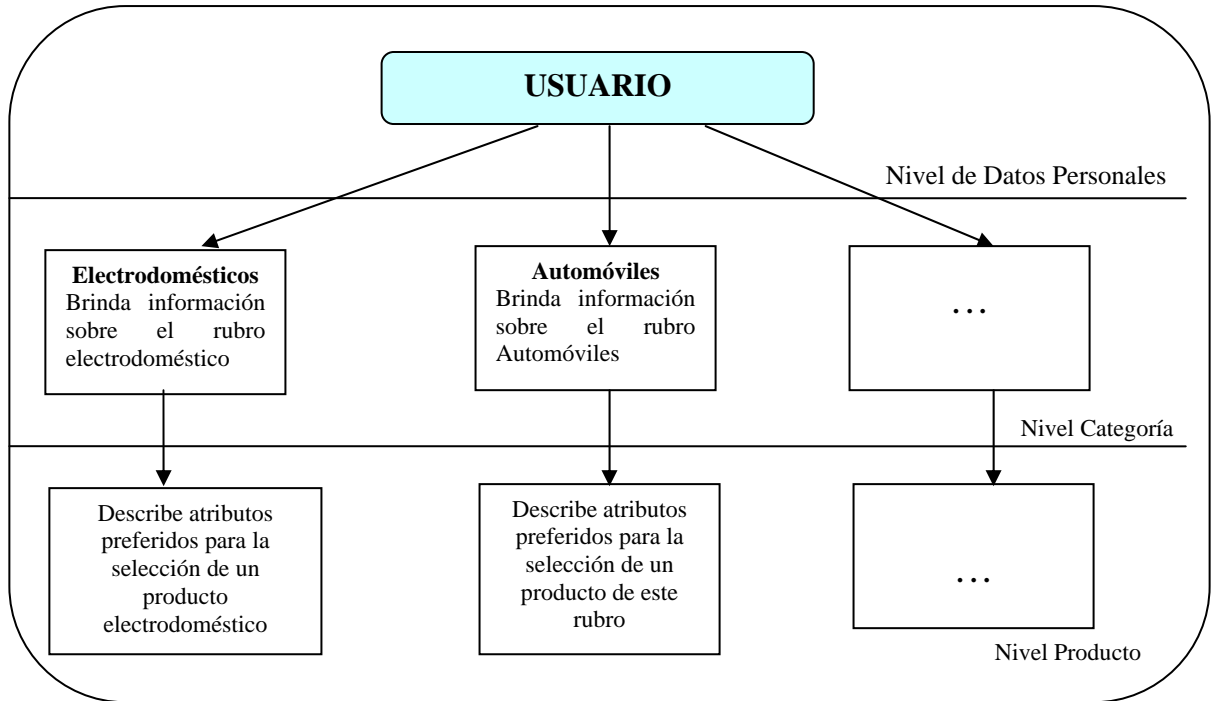 USUARIO
Nivel de Datos Personales
Electrodomésticos
Brinda información
sobre el rubro
electrodoméstico
Automóviles
Brinda información
sobre el rubro
Automóviles
...
Nivel Categoría
Describe atributos
preferidos para la
selección de un
producto
electrodoméstico
Describe atributos
preferidos para la
selección de un
producto de este
rubro
...
Nivel Producto